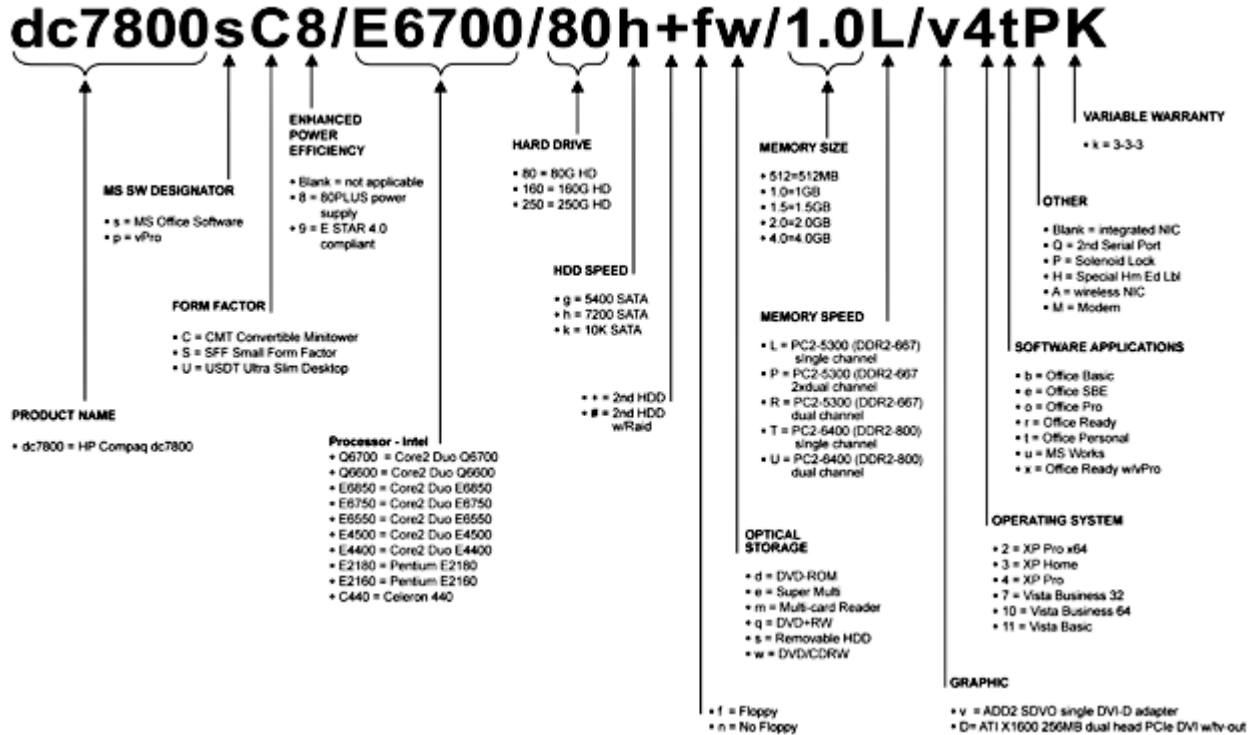 dc7800sC8/E6700/80h+fw/1.0L/v4tPK
PRODUCT NAME
• dc7800 = HP Compaq dc7800
MS SW DESIGNATOR
• s = MS Office Software
• p = vPro
FORM FACTOR
• C = CMT Convertible Minitower
• S = SFF Small Form Factor
• U = USDT Ultra Slim Desktop
ENHANCED
POWER
EFFICIENCY
• Blank = not applicable
• 8 = 80PLUS power
supply
• 9 = E STAR 4.0
compliant
Processor - Intel
• Q6700 = Core2 Duo Q6700
• Q6600 = Core2 Duo Q6600
• E6850 = Core2 Duo E6850
• E6750 = Core2 Duo E6750
• E6550 = Core2 Duo E6550
• E4500 = Core2 Duo E4500
• E4400 = Core2 Duo E4400
• E2180 = Pentium E2180
• E2160 = Pentium E2160
• C440 = Celeron 440
HARD DRIVE
• 80 = 80G HD
• 160 = 160G HD
• 250 = 250G HD
HDD SPEED
• g = 5400 SATA
• h = 7200 SATA
• k = 10K SATA
• + = 2nd HDD
• # = 2nd HDD
w/Raid
• f = Floppy
• n = No Floppy
OPTICAL
STORAGE
• d = DVD-ROM
• e = Super Multi
• m = Multi-card Reader
• q = DVD+RW
• s = Removable HDD
• w = DVD/CDRW
MEMORY SIZE
• 512=512MB
• 1.0=1GB
• 1.5=1.5GB
• 2.0=2.0GB
• 4.0=4.0GB
MEMORY SPEED
• L = PC2-5300 (DDR2-667)
single channel
• P = PC2-5300 (DDR2-667
2xdual channel
• R = PC2-5300 (DDR2-667)
dual channel
• T = PC2-6400 (DDR2-800)
single channel
• U = PC2-6400 (DDR2-800)
dual channel
GRAPHIC
• v = ADD2 SDVO single DVI-D adapter
• D= ATI X1600 256MB dual head PCIe DVI w/tv-out
OPERATING SYSTEM
• 2 = XP Pro x64
• 3 = XP Home
• 4 = XP Pro
• 7 = Vista Business 32
• 10 = Vista Business 64
• 11 = Vista Basic
SOFTWARE APPLICATIONS
• b = Office Basic
• e = Office SBE
• o = Office Pro
• r = Office Ready
• t = Office Personal
• u = MS Works
• x = Office Ready w/vPro
OTHER
• Blank = integrated NIC
• Q = 2nd Serial Port
• P = Solenoid Lock
• H = Special Hm Ed Lbl
• A = wireless NIC
• M = Modem
VARIABLE WARRANTY
• k = 3-3-3